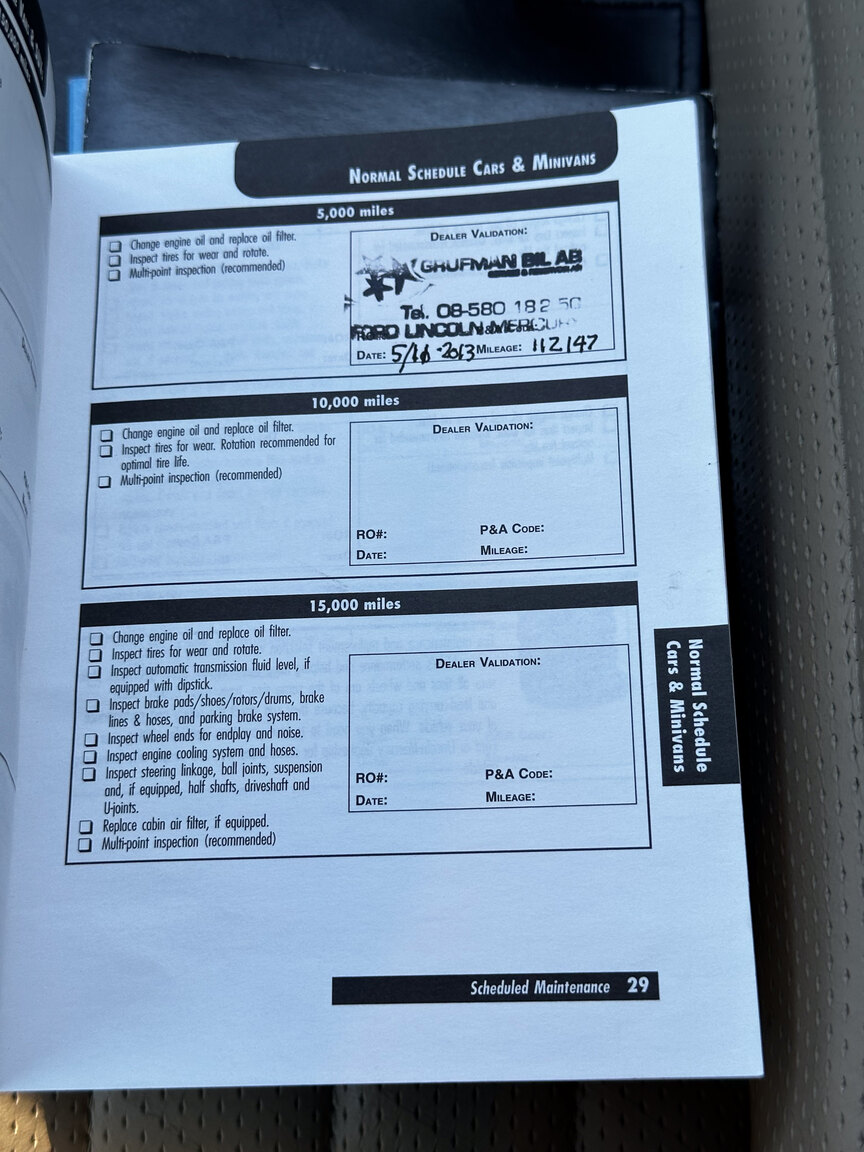 NORMAL SCHEDULE CARS & MINIVANS
5,000 miles
Change engine oil and replace oil filter.
Inspect tires for wear and rotate.
Multi-point inspection (recommended)
DEALER VALIDATION:
GRUFMAN BIL AB
Tel. 08-580 182 50
FORD LINCOLN MERCURY
DATE: 5/16-2013 MILEAGE: 112147
10,000 miles
Change engine oil and replace oil filter.
Inspect tires for wear. Rotation recommended for
optimal tire life.
Multi-point inspection (recommended)
DEALER VALIDATION:
RO#: P&A CODE:
DATE: MILEAGE:
15,000 miles
Change engine oil and replace oil filter.
Inspect tires for wear and rotate.
Inspect automatic transmission fluid level, if
equipped with dipstick.
Inspect brake pads/shoes/rotors/drums, brake
lines & hoses, and parking brake system.
Inspect wheel ends for endplay and noise.
Inspect engine cooling system and hoses.
Inspect steering linkage, ball joints, suspension
and, if equipped, half shafts, driveshaft and
U-joints.
Replace cabin air filter, if equipped.
Multi-point inspection (recommended)
DEALER VALIDATION:
RO#: P&A CODE:
DATE: MILEAGE:
Normal Schedule
Cars & Minivans
Scheduled Maintenance 29